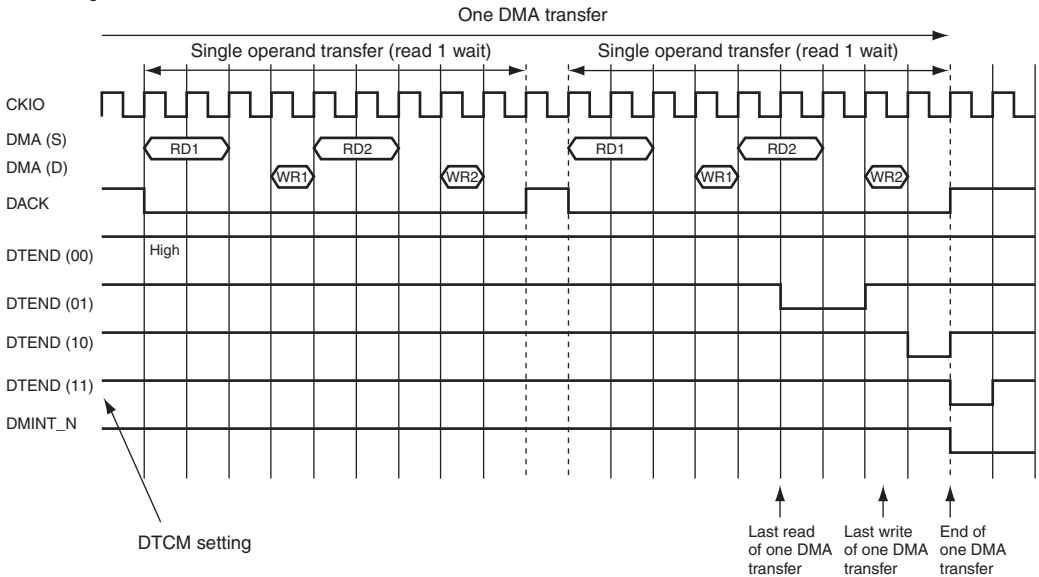 One DMA transfer
Single operand transfer (read 1 wait)
Single operand transfer (read 1 wait)
CKIO
DMA (S)
RD1
RD2
RD1
RD2
DMA (D)
WR1
WR2
WR1
WR2
DACK
DTEND (00)
High
DTEND (01)
DTEND (10)
DTEND (11)
DMINT_N
DTCM setting
Last read
of one DMA
transfer
Last write
of one DMA
transfer
End of
one DMA
transfer